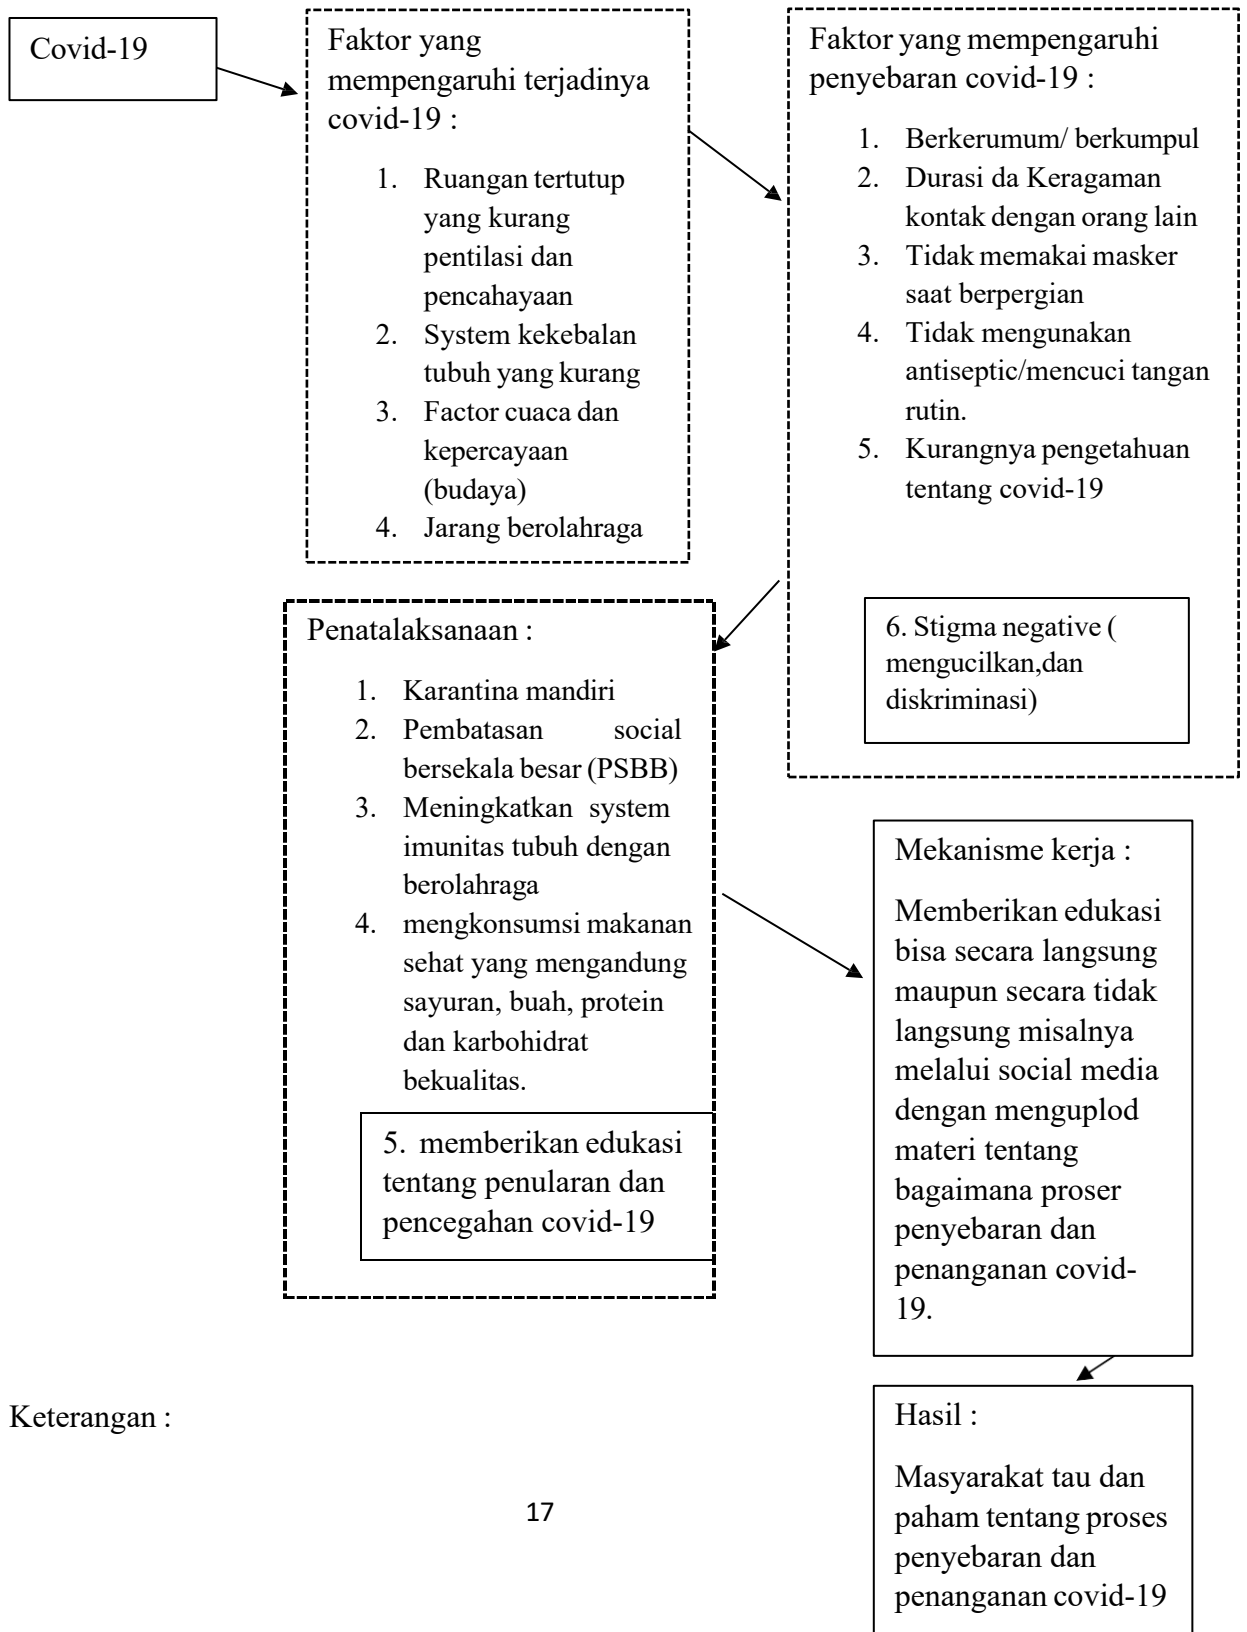 Covid-19
Faktor yang
mempengaruhi terjadinya
covid-19 :
1. Ruangan tertutup
yang kurang
pentilasi dan
pencahayaan
2. System kekebalan
tubuh yang kurang
3. Factor cuaca dan
kepercayaan
(budaya)
4. Jarang berolahraga
Faktor yang mempengaruhi
penyebaran covid-19 :
1. Berkerumum/ berkumpul
2. Durasi da Keragaman
kontak dengan orang lain
3. Tidak memakai masker
saat berpergian
4. Tidak mengunakan
antiseptic/mencuci tangan
rutin.
5. Kurangnya pengetahuan
tentang covid-19
6. Stigma negative (
mengucilkan,dan
diskriminasi)
Penatalaksanaan :
1. Karantina mandiri
2. Pembatasan social
bersekala besar (PSBB)
3. Meningkatkan system
imunitas tubuh dengan
berolahraga
4. mengkonsumsi makanan
sehat yang mengandung
sayuran, buah, protein
dan karbohidrat
bekualitas.
5. memberikan edukasi
tentang penularan dan
pencegahan covid-19
Mekanisme kerja :
Memberikan edukasi
bisa secara langsung
maupun secara tidak
langsung misalnya
melalui social media
dengan menguplod
materi tentang
bagaimana proser
penyebaran dan
penanganan covid-
19.
Hasil :
Masyarakat tau dan
paham tentang proses
penyebaran dan
penanganan covid-19
Keterangan :
17